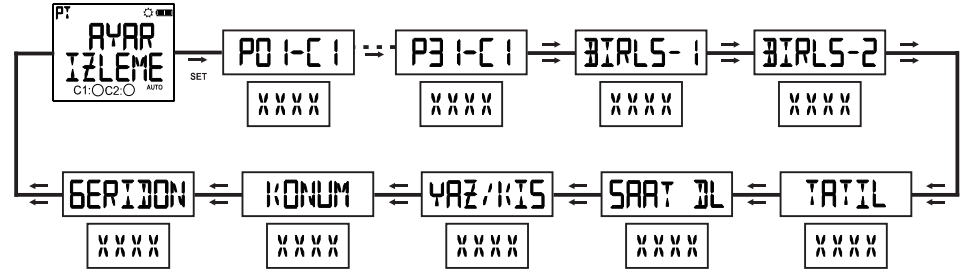 PT
AYAR
IZLEME
C1: C2: AUTO
SET
P01-C1
XXXX
P31-C1
XXXX
BIRLS-1
XXXX
BIRLS-2
XXXX
GERIDON
XXXX
KONUM
XXXX
YAZ/KIS
XXXX
SAAT DL
XXXX
TATIL
XXXX